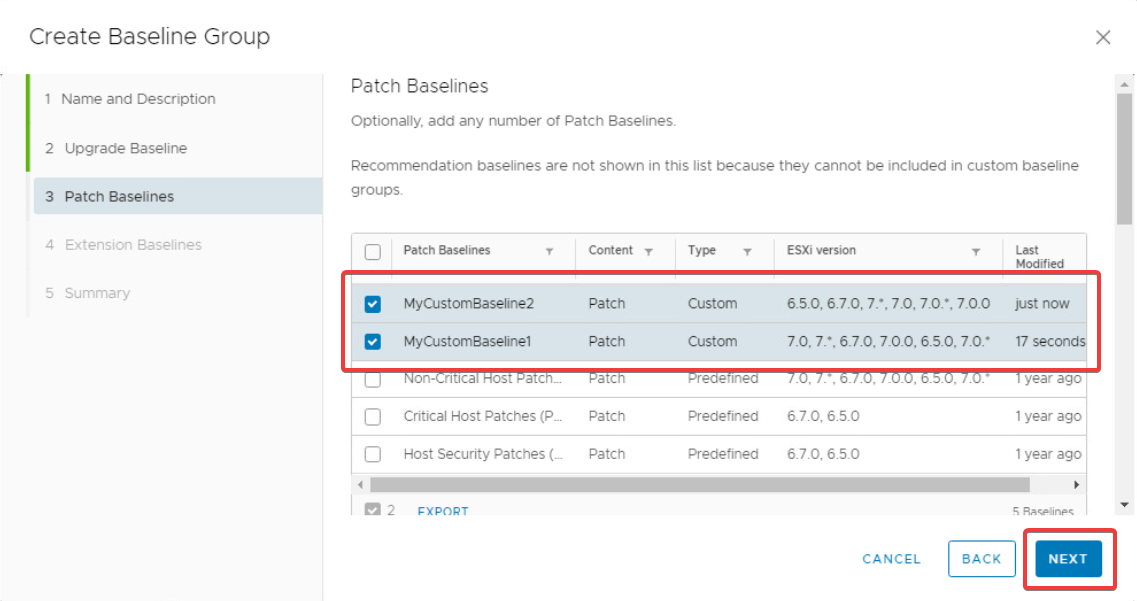 Create Baseline Group
1 Name and Description
2 Upgrade Baseline
3 Patch Baselines
4 Extension Baselines
5 Summary
Patch Baselines
Optionally, add any number of Patch Baselines.
Recommendation baselines are not shown in this list because they cannot be included in custom baseline
groups.
Patch Baselines Content Type ESXi version Last
Modified
MyCustomBaseline2 Patch Custom 6.5.0, 6.7.0, 7.*, 7.0, 7.0.*, 7.0.0 just now
MyCustomBaseline1 Patch Custom 7.0, 7.*, 6.7.0, 7.0.0, 6.5.0, 7.0.* 17 seconds
Non-Critical Host Patch... Patch Predefined 7.0, 7.*, 6.7.0, 7.0.0, 6.5.0, 7.0.* 1 year ago
Critical Host Patches (P... Patch Predefined 6.7.0, 6.5.0 1 year ago
Host Security Patches (... Patch Predefined 6.7.0, 6.5.0 1 year ago
2 EXPORT 5 Baselines
CANCEL BACK NEXT